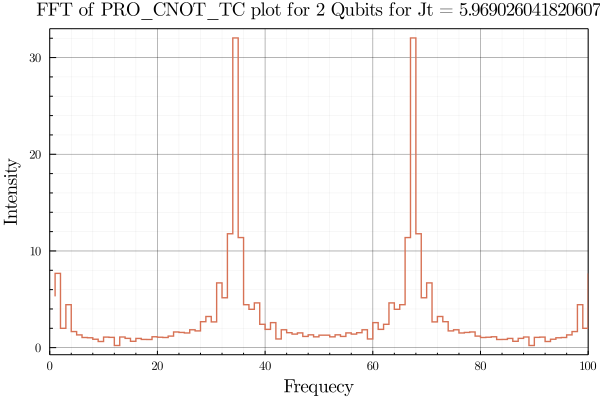 FFT of PRO_CNOT_TC plot for 2 Qubits for Jt = 5.969026041820607
30
20
10
0
Intensity
0 20 40 60 80 100
Frequecy